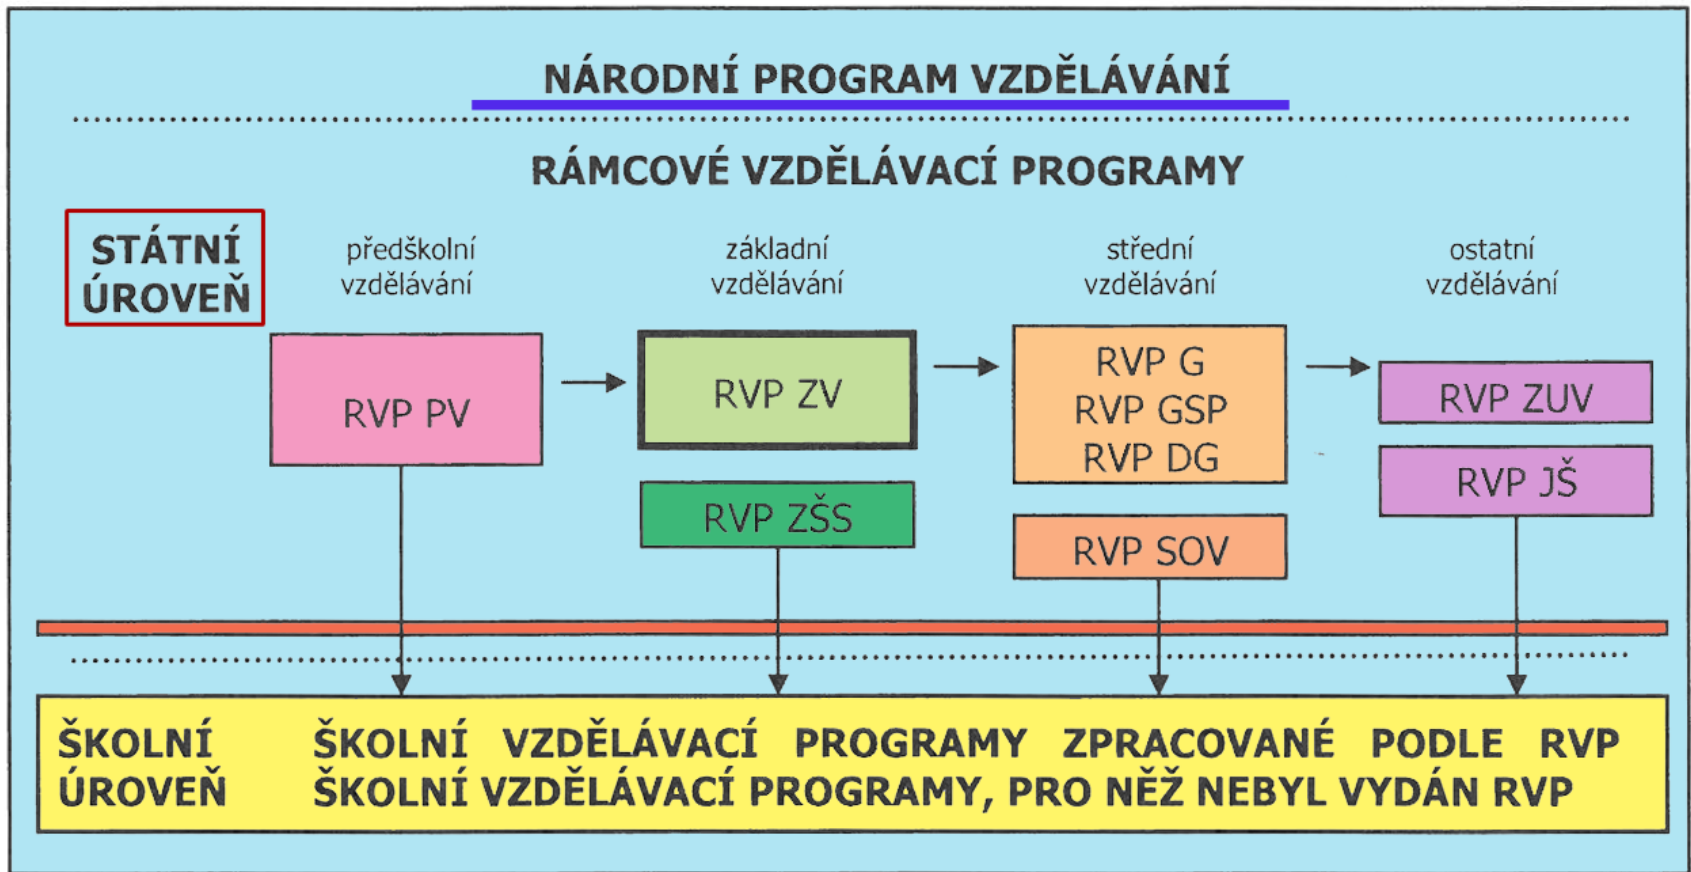 NÁRODNÍ PROGRAM VZDĚLÁVÁNÍ
RÁMCOVÉ VZDĚLÁVACÍ PROGRAMY
STÁTNÍ
ÚROVEŇ
předškolní
vzdělávání
základní
vzdělávání
střední
vzdělávání
ostatní
vzdělávání
RVP PV
RVP ZV
RVP ZŠS
RVP G
RVP GSP
RVP DG
RVP SOV
RVP ZUV
RVP JŠ
ŠKOLNÍ
ÚROVEŇ
ŠKOLNÍ VZDĚLÁVACÍ PROGRAMY ZPRACOVANÉ PODLE RVP
ŠKOLNÍ VZDĚLÁVACÍ PROGRAMY, PRO NĚŽ NEBYL VYDÁN RVP